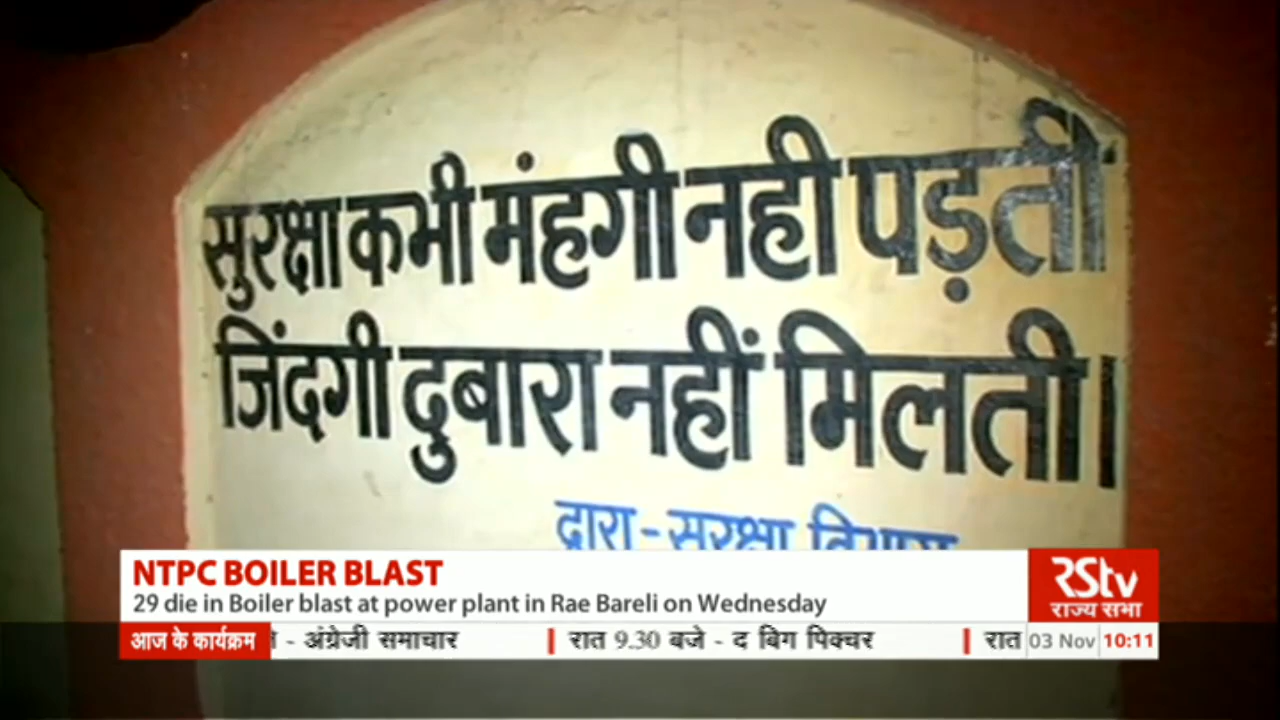 सुरक्षा कभी मंहगी नही पड़ती
जिंदगी दुबारा नहीं मिलती।
द्वारा - सुरक्षा विभाग
NTPC BOILER BLAST
29 die in Boiler blast at power plant in Rae Bareli on Wednesday
RStv
राज्य सभा
आज के कार्यक्रम
- अंग्रेजी समाचार | रात 9.30 बजे - द बिग पिक्चर | रात
03 Nov 10:11